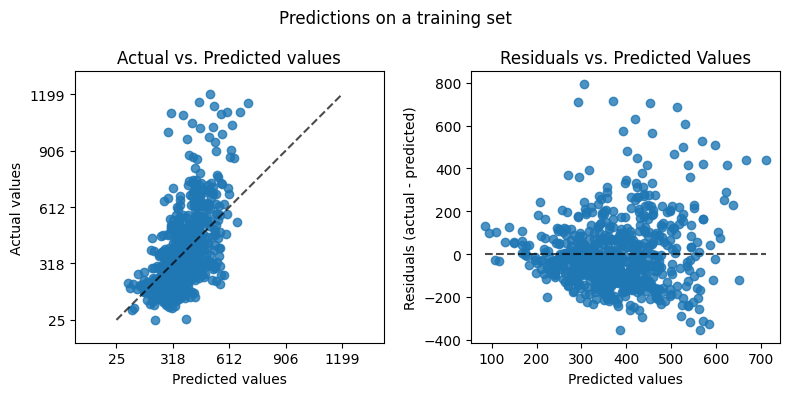 Predictions on a training set
Actual vs. Predicted values
1199
906
612
318
25
Actual values
25 318 612 906 1199
Predicted values
Residuals vs. Predicted Values
800
600
400
200
0
−200
−400
Residuals (actual - predicted)
100 200 300 400 500 600 700
Predicted values